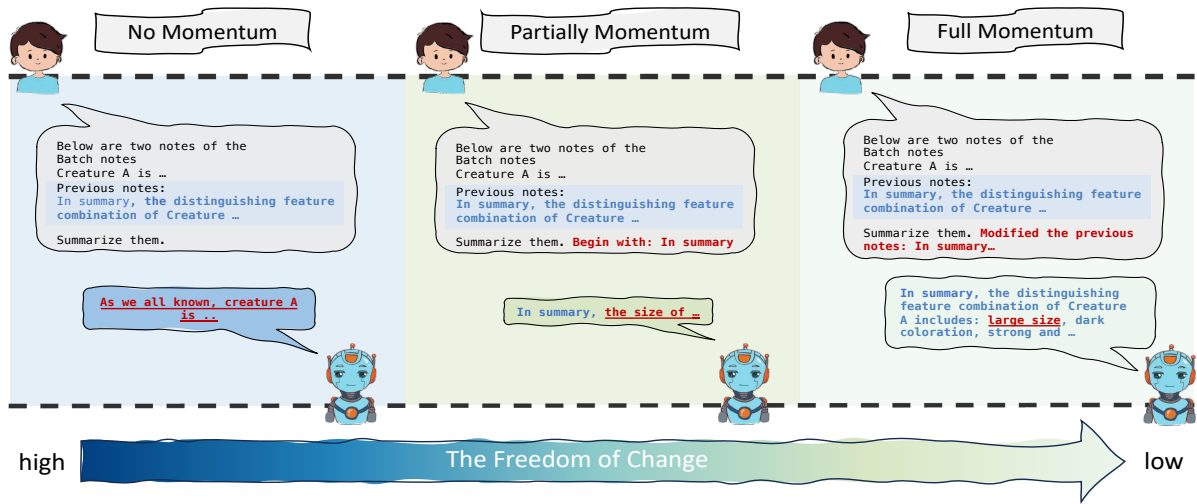 No Momentum
Below are two notes of the
Batch notes
Creature A is …
Previous notes:
In summary, the distinguishing feature
combination of Creature …
Summarize them.
As we all known, creature A
is ..
Partially Momentum
Below are two notes of the
Batch notes
Creature A is …
Previous notes:
In summary, the distinguishing feature
combination of Creature …
Summarize them. Begin with: In summary
In summary, the size of …
Full Momentum
Below are two notes of the
Batch notes
Creature A is …
Previous notes:
In summary, the distinguishing feature
combination of Creature …
Summarize them. Modified the previous
notes: In summary…
In summary, the distinguishing
feature combination of Creature
A includes: large size, dark
coloration, strong and …
high
The Freedom of Change
low